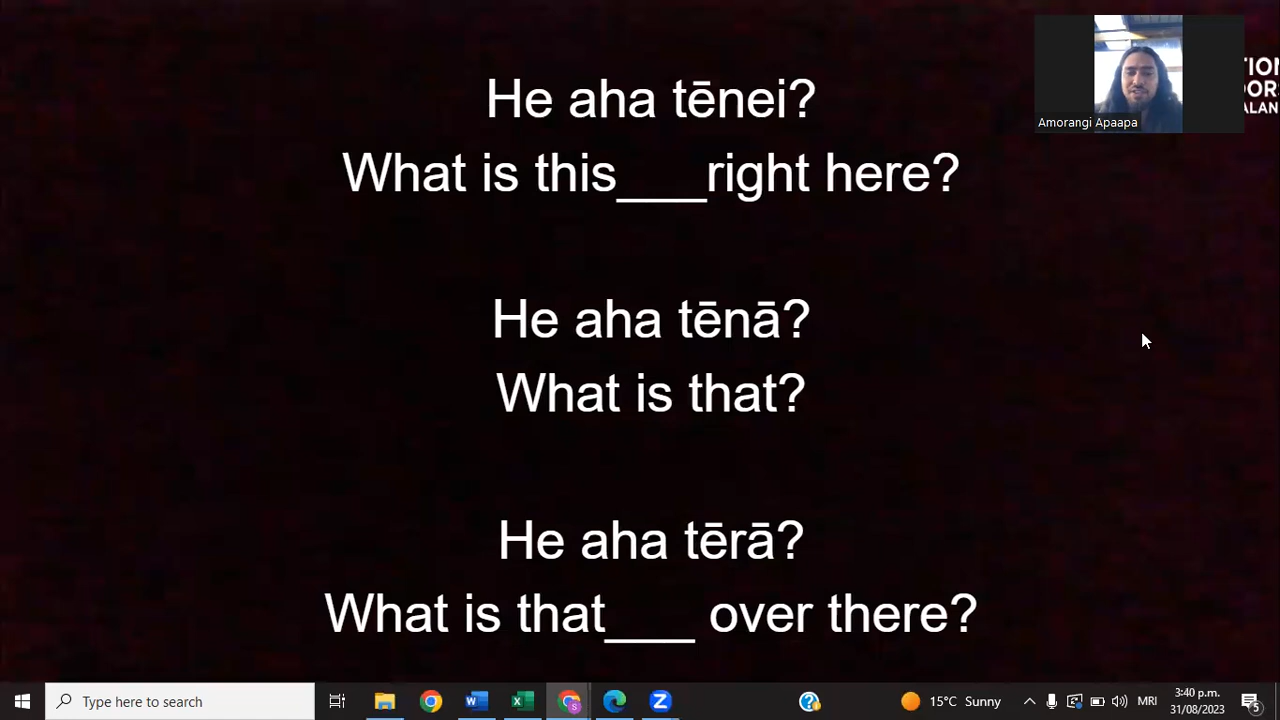 He aha tēnei?
What is this___right here?
He aha tēnā?
What is that?
He aha tērā?
What is that___ over there?
Amorangi Apaapa
Type here to search
15°C Sunny
MRI
3:40 p.m.
31/08/2023
5